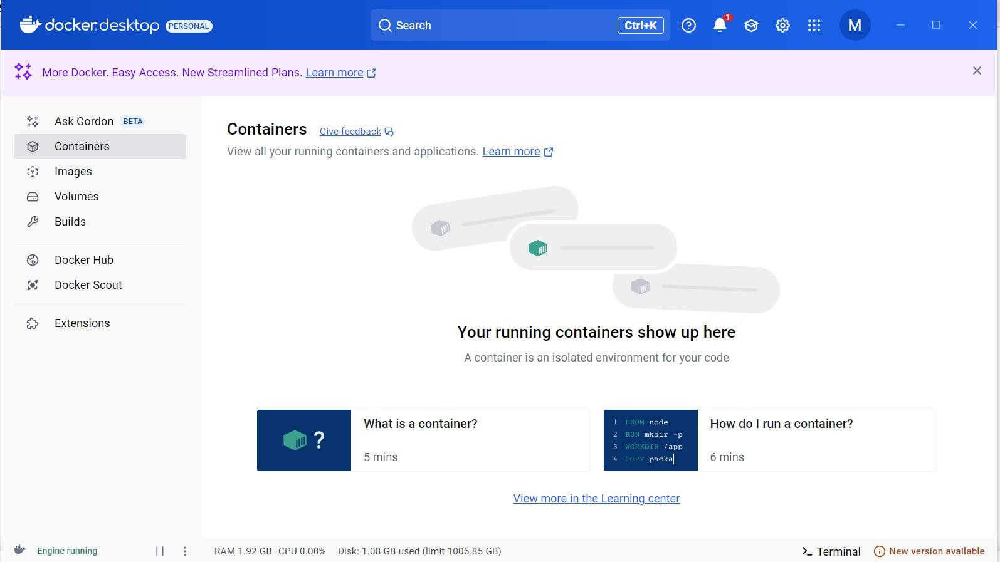 docker.desktop PERSONAL
Search Ctrl+K
1
M
More Docker. Easy Access. New Streamlined Plans. Learn more
Ask Gordon BETA
Containers
Images
Volumes
Builds
Docker Hub
Docker Scout
Extensions
Containers Give feedback
View all your running containers and applications. Learn more
Your running containers show up here
A container is an isolated environment for your code
?
What is a container?
5 mins
1 FROM node
2 RUN mkdir -p
3 WORKDIR /app
4 COPY packa
How do I run a container?
6 mins
View more in the Learning center
Engine running
RAM 1.92 GB CPU 0.00% Disk: 1.08 GB used (limit 1006.85 GB)
>_ Terminal
New version available